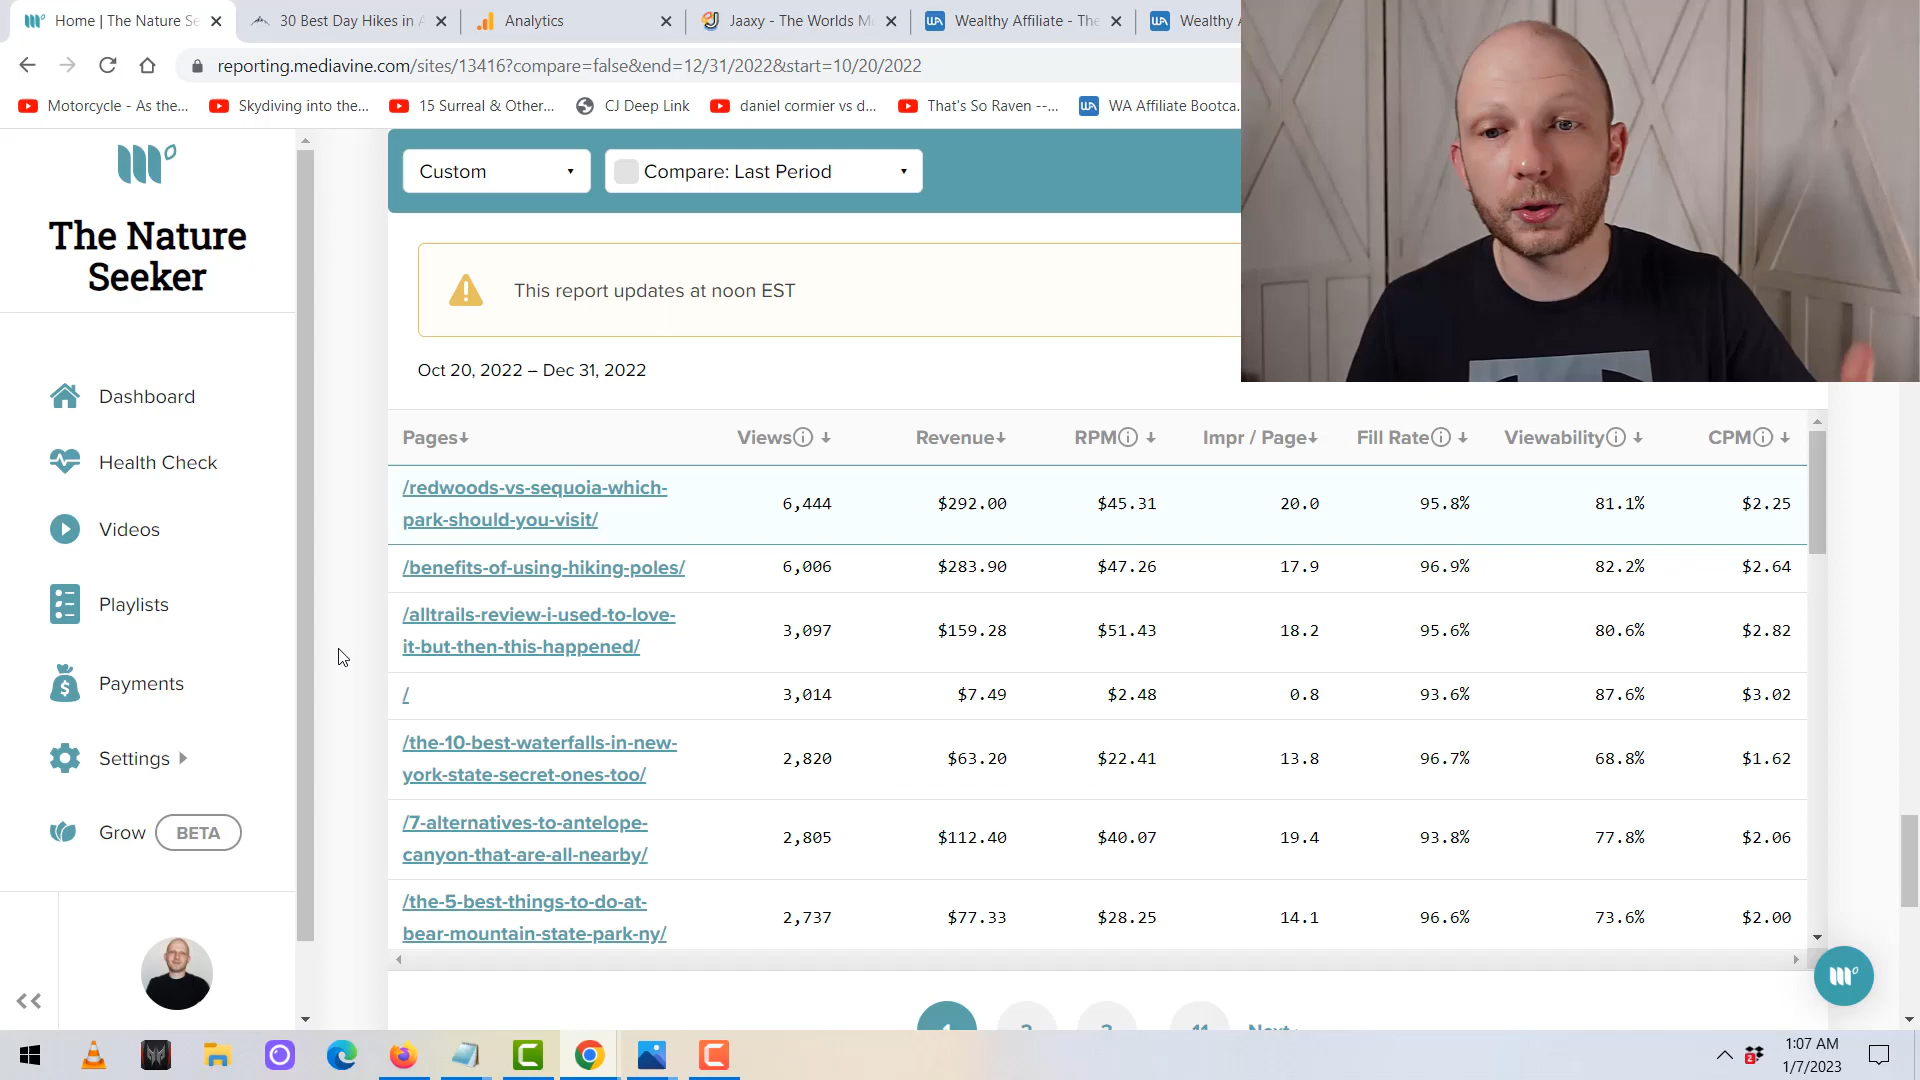 Home | The Nature Se
30 Best Day Hikes in A
Analytics
Jaaxy - The Worlds M
Wealthy Affiliate - The
Wealthy A
reporting.mediavine.com/sites/13416?compare=false&end=12/31/2022&start=10/20/2022
Motorcycle - As the...
Skydiving into the...
15 Surreal & Other...
CJ Deep Link
daniel cormier vs d...
That's So Raven --...
WA Affiliate Bootca.
The Nature
Seeker
Dashboard
Health Check
Videos
Playlists
Payments
Settings
Grow BETA
Custom
Compare: Last Period
This report updates at noon EST
Oct 20, 2022 – Dec 31, 2022
Pages Views Revenue RPM Impr / Page Fill Rate Viewability CPM
/redwoods-vs-sequoia-which-
park-should-you-visit/ 6,444 $292.00 $45.31 20.0 95.8% 81.1% $2.25
/benefits-of-using-hiking-poles/ 6,006 $283.90 $47.26 17.9 96.9% 82.2% $2.64
/alltrails-review-i-used-to-love-
it-but-then-this-happened/ 3,097 $159.28 $51.43 18.2 95.6% 80.6% $2.82
/ 3,014 $7.49 $2.48 0.8 93.6% 87.6% $3.02
/the-10-best-waterfalls-in-new-
york-state-secret-ones-too/ 2,820 $63.20 $22.41 13.8 96.7% 68.8% $1.62
/7-alternatives-to-antelope-
canyon-that-are-all-nearby/ 2,805 $112.40 $40.07 19.4 93.8% 77.8% $2.06
/the-5-best-things-to-do-at-
bear-mountain-state-park-ny/ 2,737 $77.33 $28.25 14.1 96.6% 73.6% $2.00
1 2 3 11 Next
1:07 AM
1/7/2023